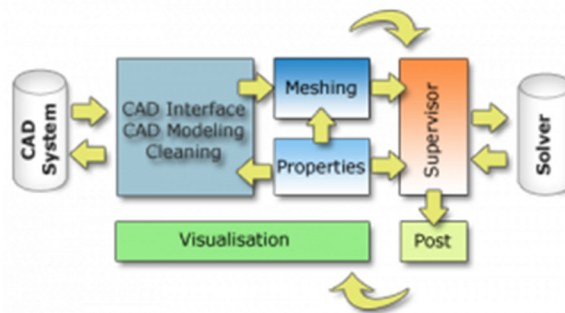 CAD
System
CAD Interface
CAD Modeling
Cleaning
Meshing
Properties
Supervisor
Solver
Visualisation
Post